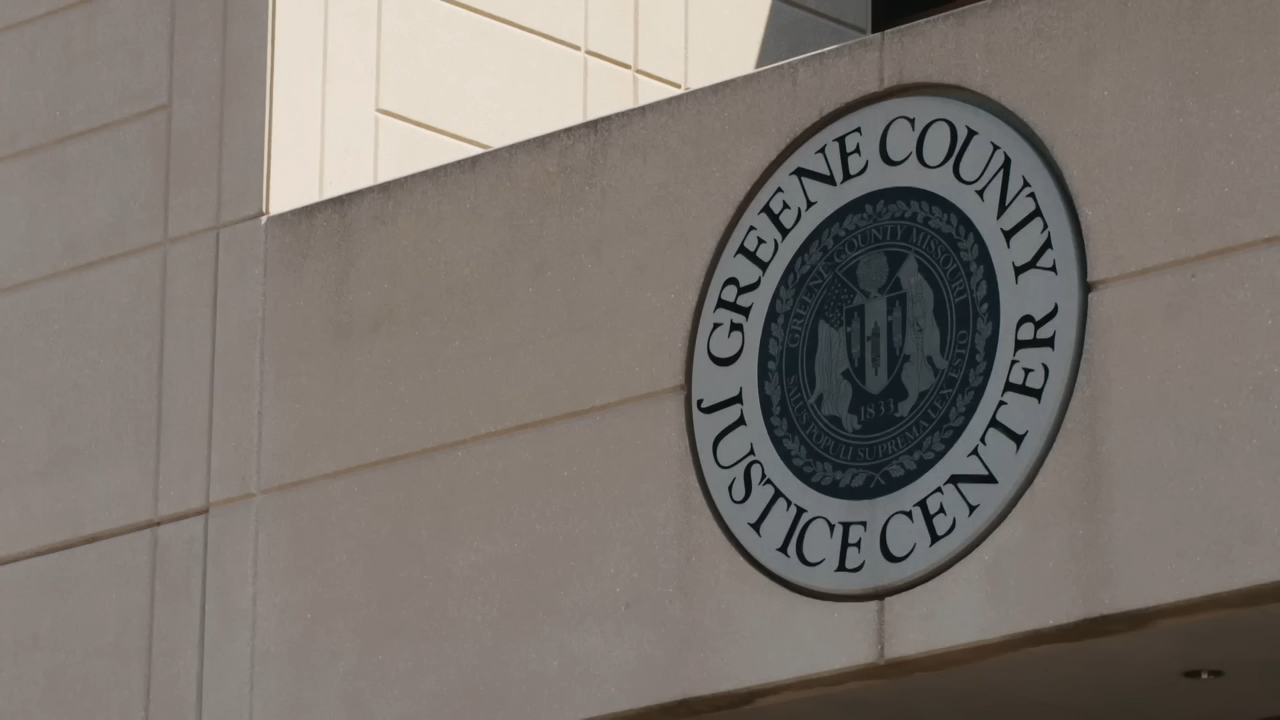 GREENE COUNTY
JUSTICE CENTER
GREENE COUNTY MISSOURI
SALUS POPULI SUPREMA LEX ESTO
1833